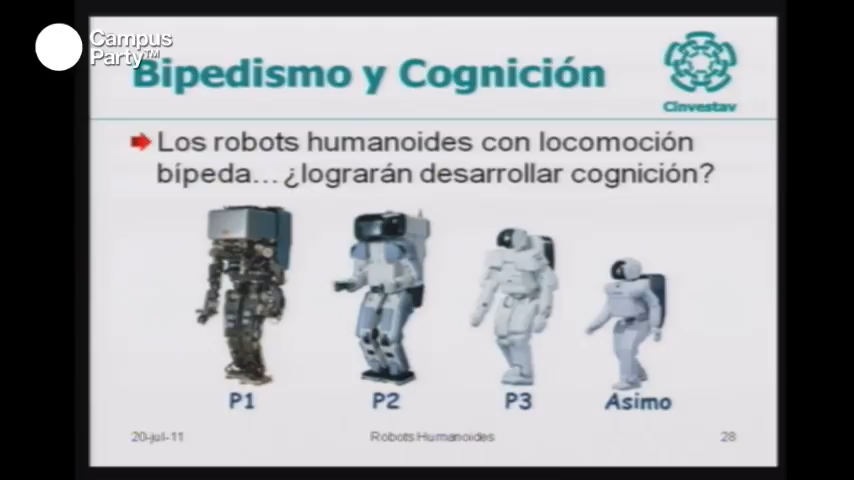 Campus
Party™
Bipedismo y Cognición
Cinvestav
Los robots humanoides con locomoción
bípeda... ¿lograrán desarrollar cognición?
P1
P2
P3
Asimo
20-jul-11
Robots Humanoides
28